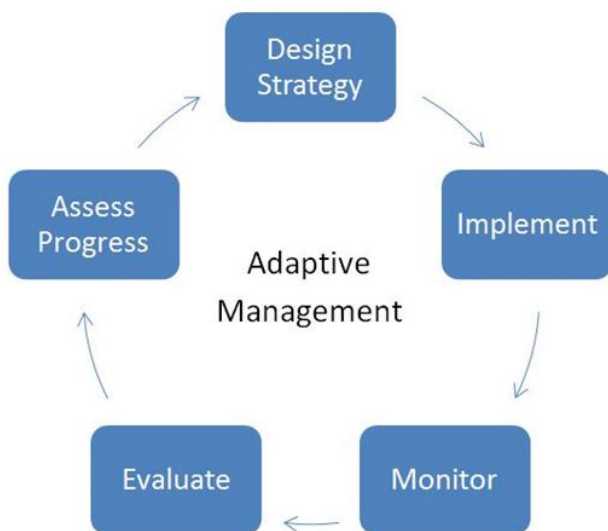 Design
Strategy
Implement
Monitor
Evaluate
Assess
Progress
Adaptive
Management